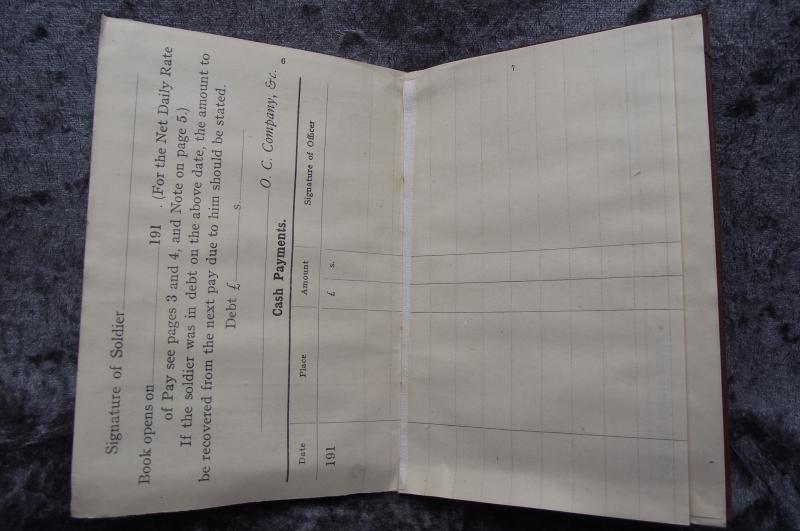 6
Signature of Soldier
Book opens on 191 . (For the Net Daily Rate
of Pay see pages 3 and 4, and Note on page 5.)
If the soldier was in debt on the above date, the amount to
be recovered from the next pay due to him should be stated.
Debt £ s.
O. C. Company, &c.
Cash Payments.
Date Place Amount Signature of Officer
191 £ s.
7